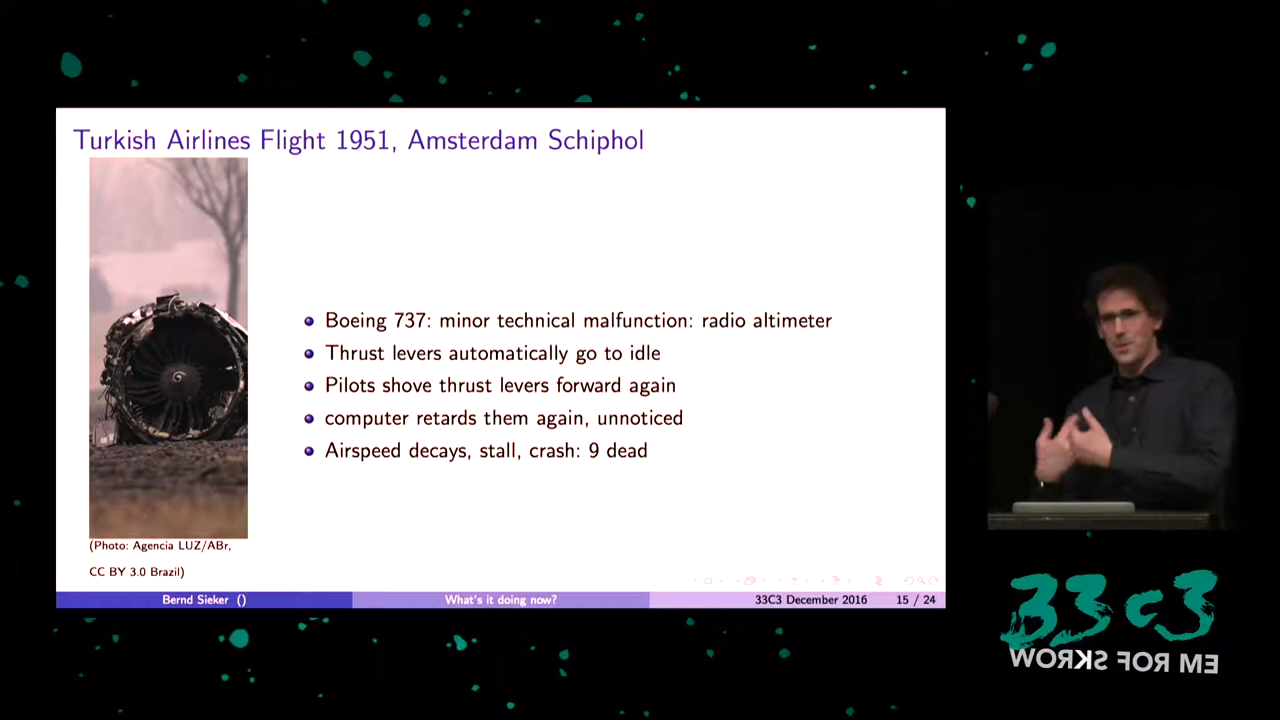 Turkish Airlines Flight 1951, Amsterdam Schiphol
Boeing 737: minor technical malfunction: radio altimeter
Thrust levers automatically go to idle
Pilots shove thrust levers forward again
computer retards them again, unnoticed
Airspeed decays, stall, crash: 9 dead
(Photo: Agencia LUZ/ABr,
CC BY 3.0 Brazil)
Bernd Sieker () What's it doing now? 33C3 December 2016 15 / 24
33C3
WORKS FOR ME